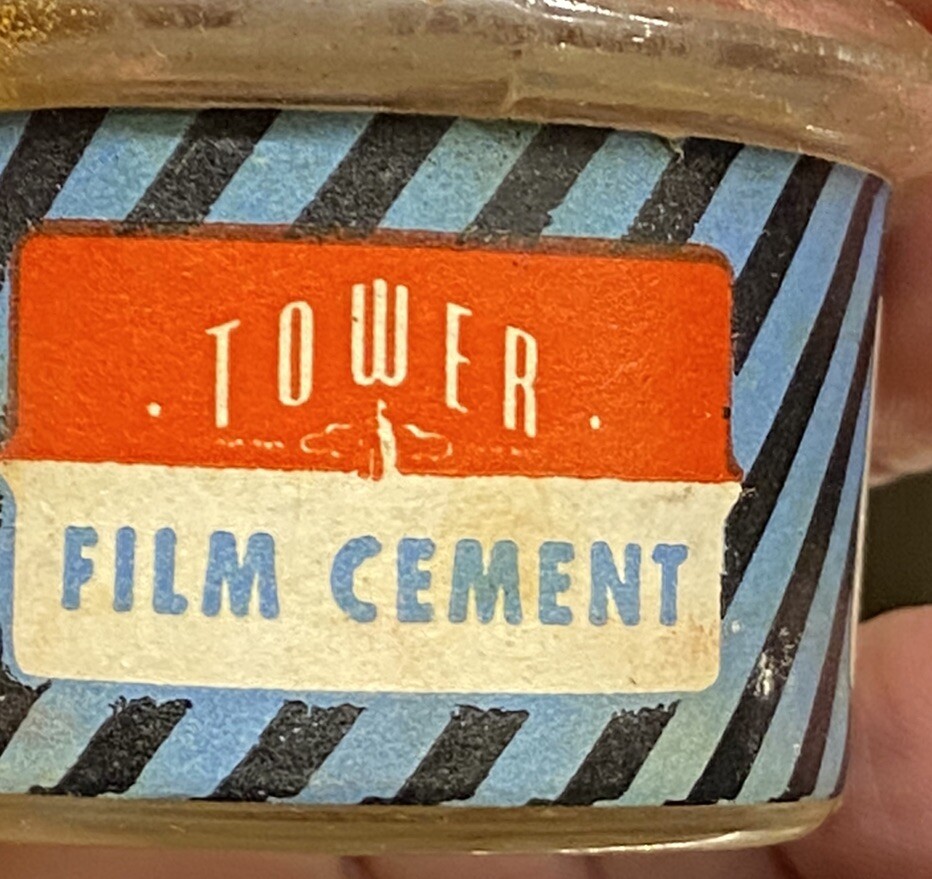 . TOWER .
FILM CEMENT